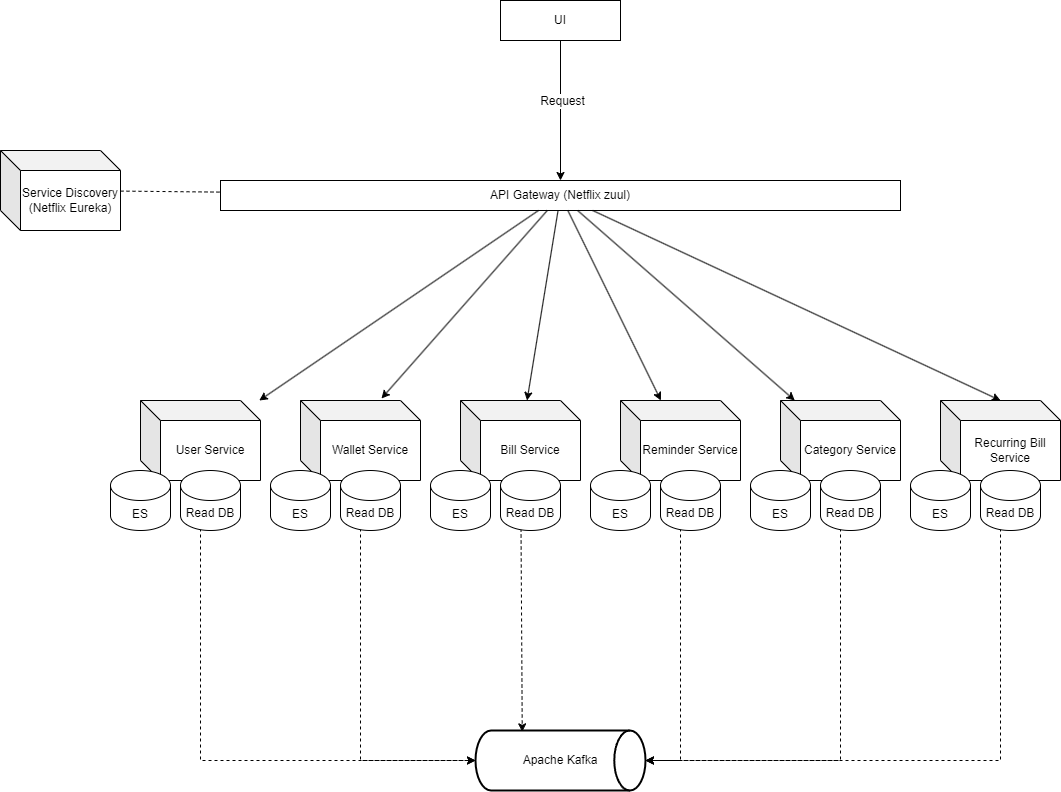 UI
Request
Service Discovery
(Netflix Eureka)
API Gateway (Netflix zuul)
User Service
Wallet Service
Bill Service
Reminder Service
Category Service
Recurring Bill
Service
ES
Read DB
ES
Read DB
ES
Read DB
ES
Read DB
ES
Read DB
ES
Read DB
Apache Kafka